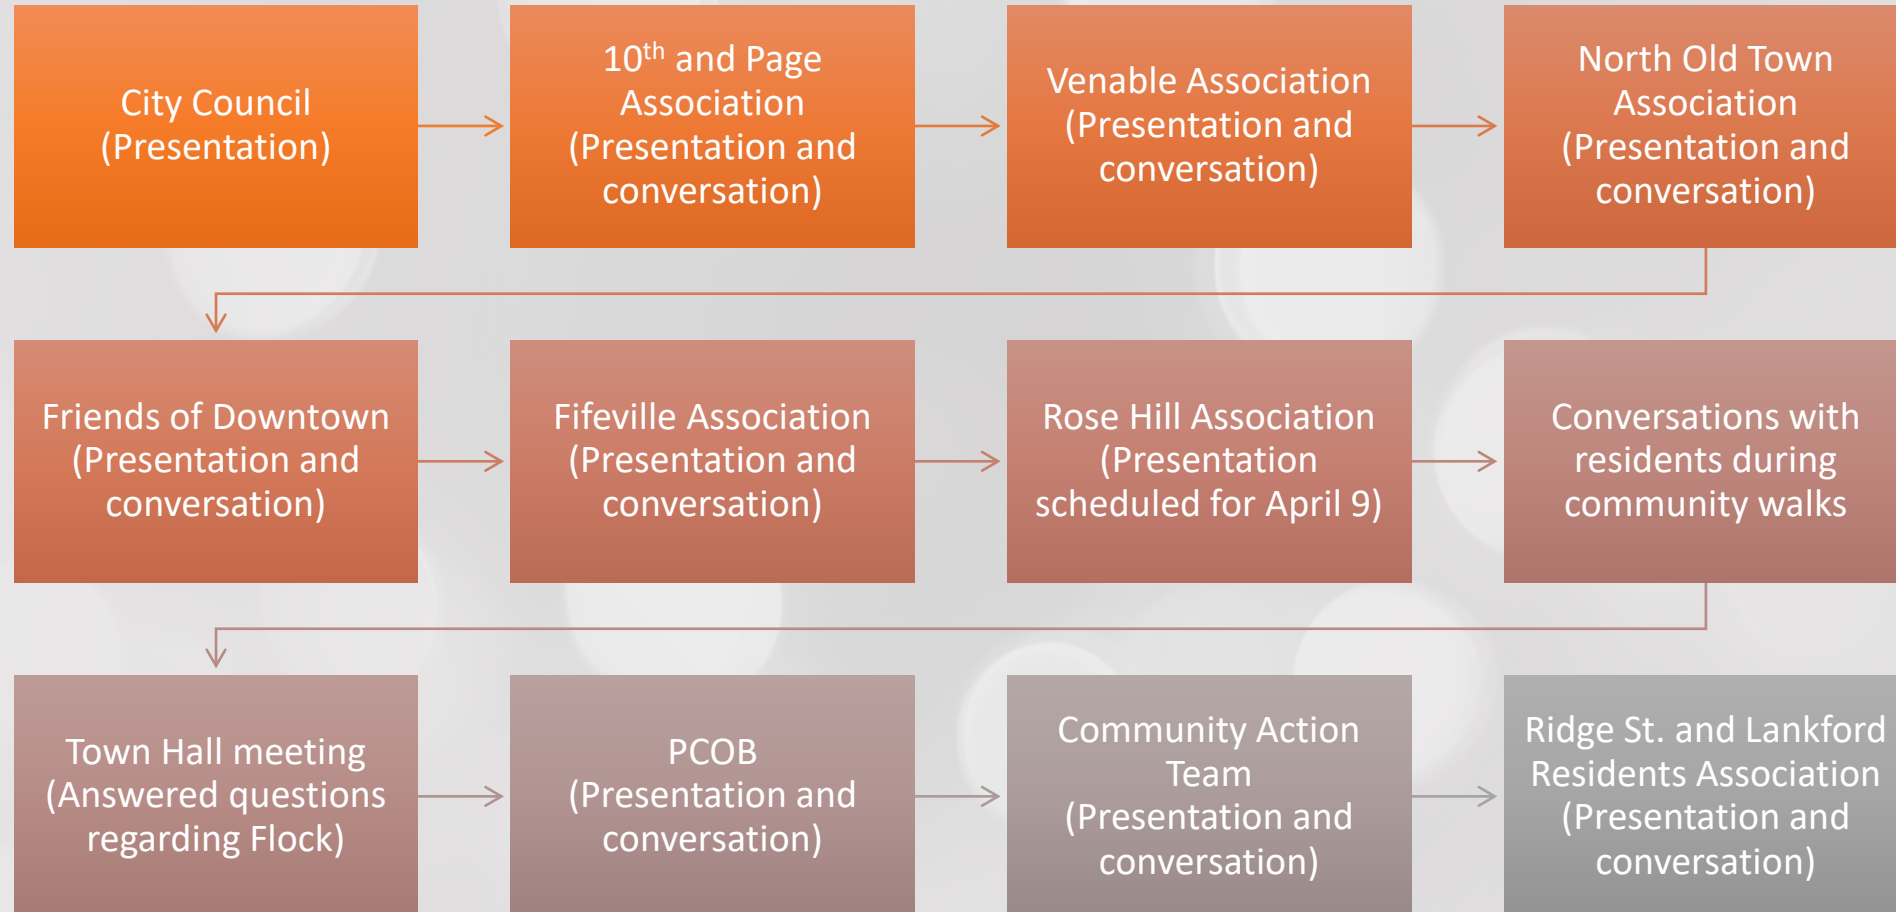 City Council
(Presentation)
10th and Page
Association
(Presentation and
conversation)
Venable Association
(Presentation and
conversation)
North Old Town
Association
(Presentation and
conversation)
Friends of Downtown
(Presentation and
conversation)
Fifeville Association
(Presentation and
conversation)
Rose Hill Association
(Presentation
scheduled for April 9)
Conversations with
residents during
community walks
Town Hall meeting
(Answered questions
regarding Flock)
PCOB
(Presentation and
conversation)
Community Action
Team
(Presentation and
conversation)
Ridge St. and Lankford
Residents Association
(Presentation and
conversation)